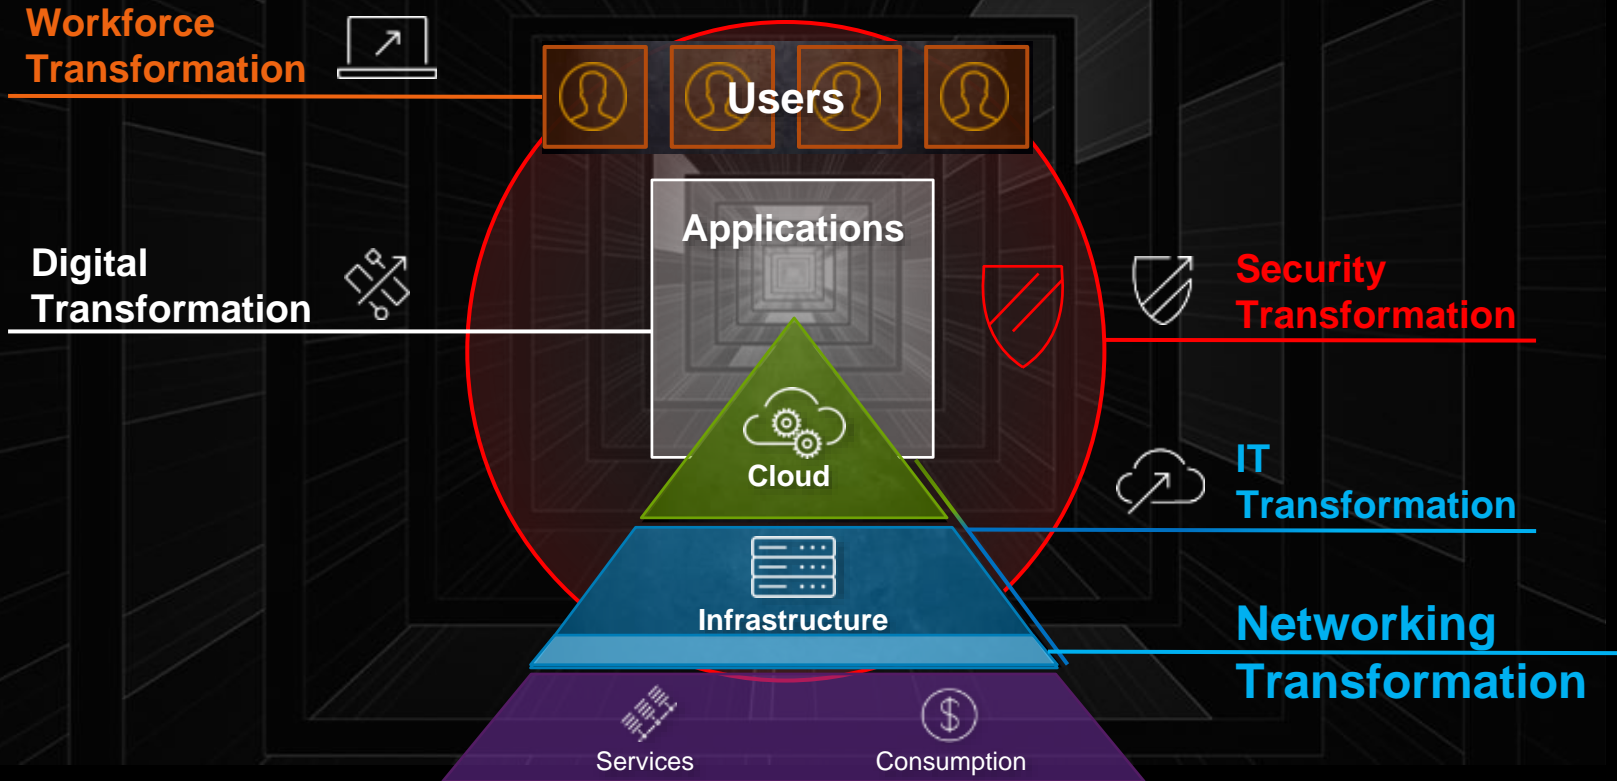 Workforce
Transformation
Users
Applications
Digital
Transformation
Security
Transformation
Cloud
IT
Transformation
Infrastructure
Networking
Transformation
Services
Consumption